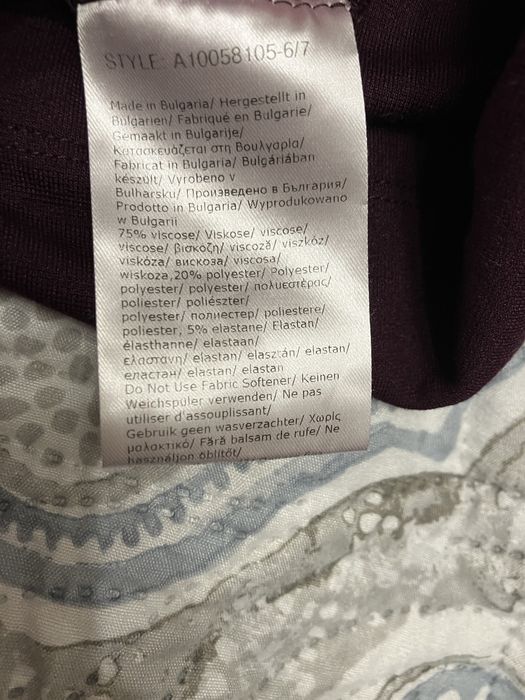 STYLE: A10058105-6/7
Made in Bulgaria/ Hergestellt in
Bulgarien/ Fabriqué en Bulgarie/
Gemaakt in Bulgarije/
Κατασκευάζεται στη Βουλγαρία/
Fabricat in Bulgaria/ Bulgáriában
készült/ Vyrobeno v
Bulharsku/ Произведено в България/
Prodotto in Bulgaria/ Wyprodukowano
w Bulgarii
75% viscose/ Viskose/ viscose/
viscose/ βισκόζη/ viscoză/ viszkóz/
viskóza/ вискоза/ viscosa/
wiskoza,20% polyester/ Polyester/
polyester/ polyester/ πολυεστέρας/
poliester/ poliészter/
polyester/ полиестер/ poliestere/
poliester, 5% elastane/ Elastan/
élasthanne/ elastaan/
ελαστάνη/ elastan/ elasztán/ elastan/
еластан/ elastan/ elastan
Do Not Use Fabric Softener/ Keinen
Weichspüler verwenden/ Ne pas
utiliser d'assouplissant/
Gebruik geen wasverzachter/ Χωρίς
μαλακτικό/ Fără balsam de rufe/ Ne
használjon öblítőt/